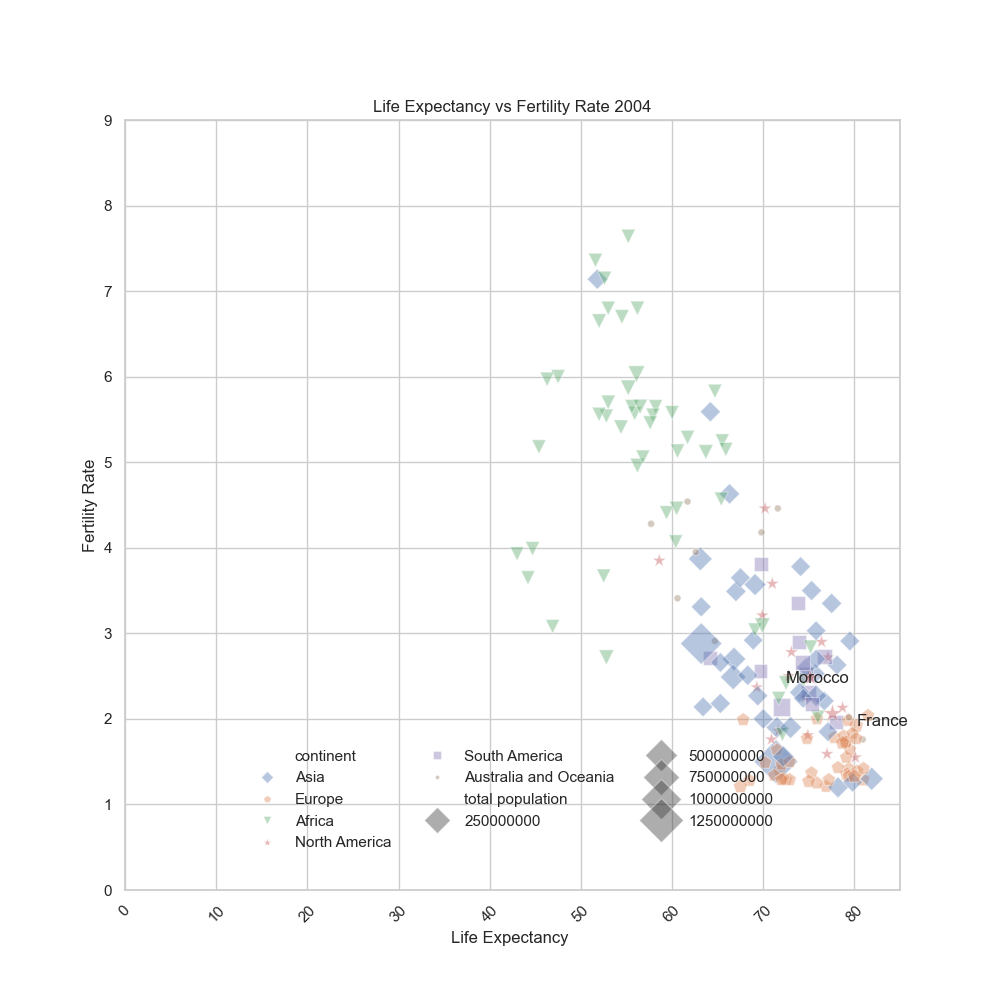 Life Expectancy vs Fertility Rate 2004
9
8
7
6
5
4
3
2
1
0
Fertility Rate
Morocco
France
continent
Asia
Europe
Africa
North America
South America
Australia and Oceania
total population
250000000
500000000
750000000
1000000000
1250000000
0
10
20
30
40
50
60
70
80
Life Expectancy